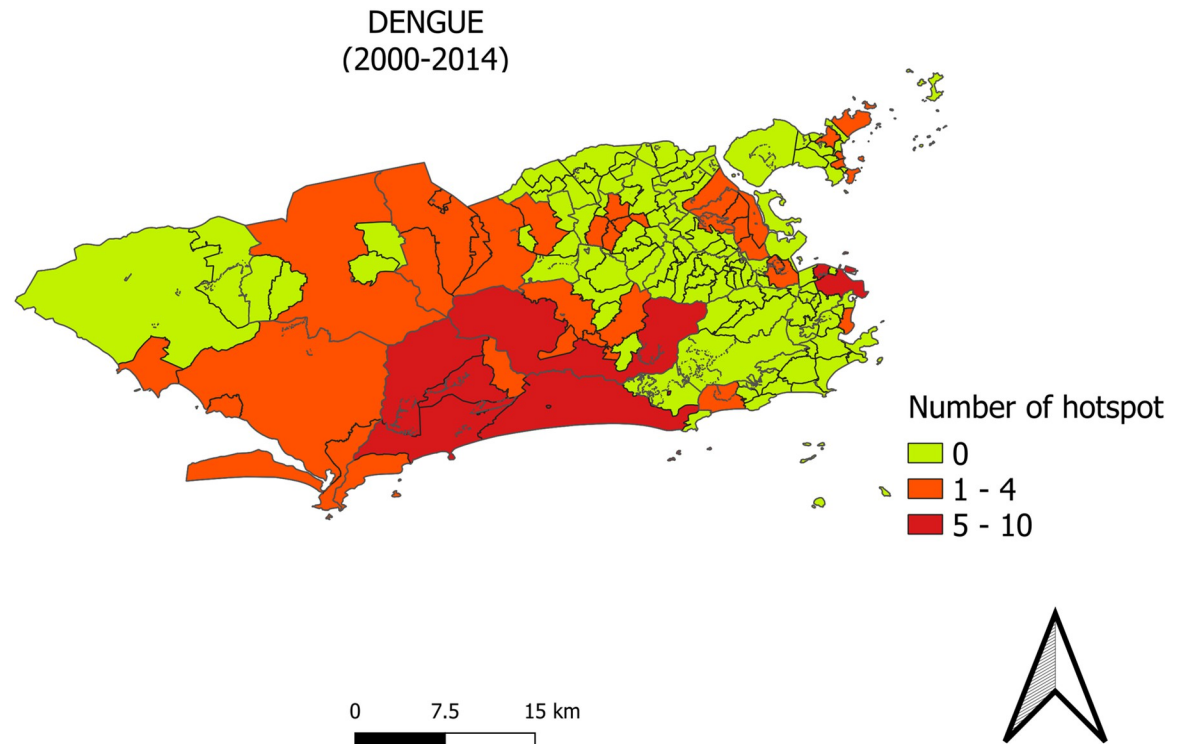 DENGUE
(2000-2014)
Number of hotspot
0
1 - 4
5 - 10
0 7.5 15 km